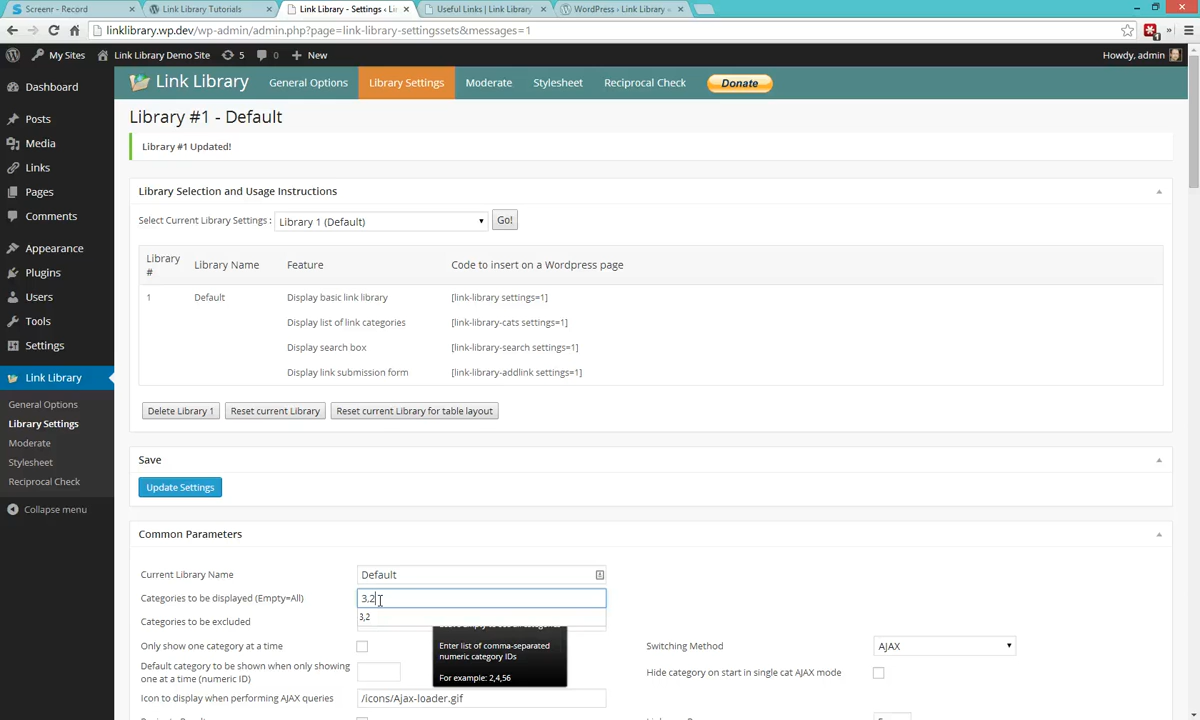 Screenr - Record
Link Library Tutorials
Link Library - Settings ‹ Li
Useful Links | Link Library
WordPress › Link Library «
linklibrary.wp.dev/wp-admin/admin.php?page=link-library-settingssets&messages=1
My Sites
Link Library Demo Site
5
0
+ New
Howdy, admin
Dashboard
Posts
Media
Links
Pages
Comments
Appearance
Plugins
Users
Tools
Settings
Link Library
General Options
Library Settings
Moderate
Stylesheet
Reciprocal Check
Collapse menu
Link Library
General Options
Library Settings
Moderate
Stylesheet
Reciprocal Check
Donate
Library #1 - Default
Library #1 Updated!
Library Selection and Usage Instructions
Select Current Library Settings :
Library 1 (Default)
Go!
Library #
Library Name
Feature
Code to insert on a Wordpress page
1
Default
Display basic link library
[link-library settings=1]
Display list of link categories
[link-library-cats settings=1]
Display search box
[link-library-search settings=1]
Display link submission form
[link-library-addlink settings=1]
Delete Library 1
Reset current Library
Reset current Library for table layout
Save
Update Settings
Common Parameters
Current Library Name
Default
Categories to be displayed (Empty=All)
3,2
3,2
Categories to be excluded
Enter list of comma-separated
numeric category IDs
For example: 2,4,56
Only show one category at a time
Switching Method
AJAX
Default category to be shown when only showing
one at a time (numeric ID)
Hide category on start in single cat AJAX mode
Icon to display when performing AJAX queries
/icons/Ajax-loader.gif